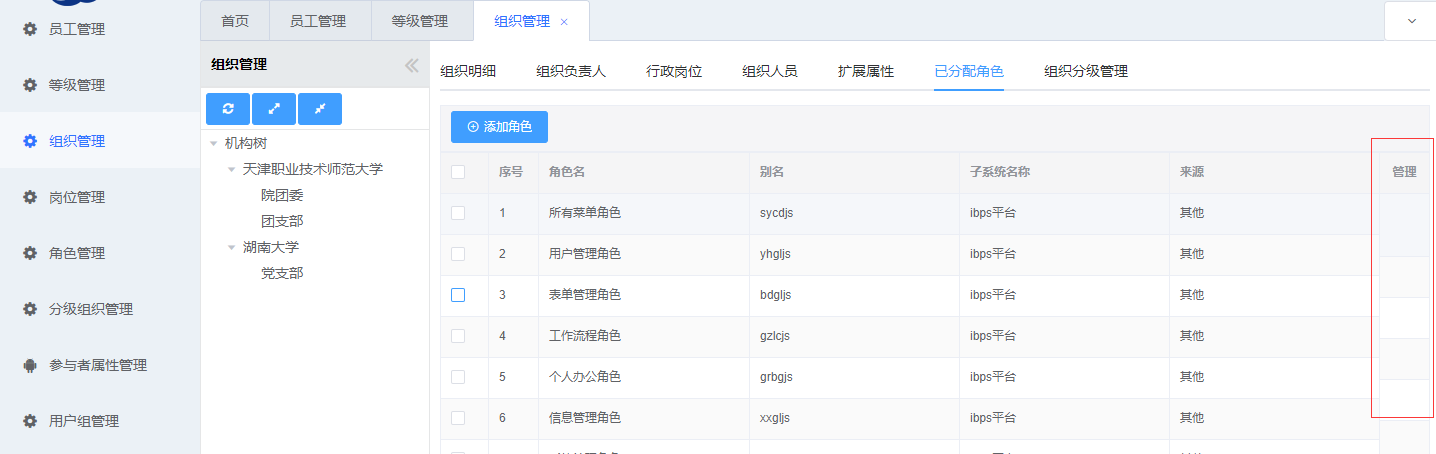 员工管理
等级管理
组织管理
岗位管理
角色管理
分级组织管理
参与者属性管理
用户组管理
首页 员工管理 等级管理 组织管理 ×
组织管理
机构树
天津职业技术师范大学
院团委
团支部
湖南大学
党支部
组织明细 组织负责人 行政岗位 组织人员 扩展属性 已分配角色 组织分级管理
添加角色
序号 角色名 别名 子系统名称 来源 管理
1 所有菜单角色 sycdjs ibps平台 其他
2 用户管理角色 yhgljs ibps平台 其他
3 表单管理角色 bdgljs ibps平台 其他
4 工作流程角色 gzlcjs ibps平台 其他
5 个人办公角色 grbgjs ibps平台 其他
6 信息管理角色 xxgljs ibps平台 其他